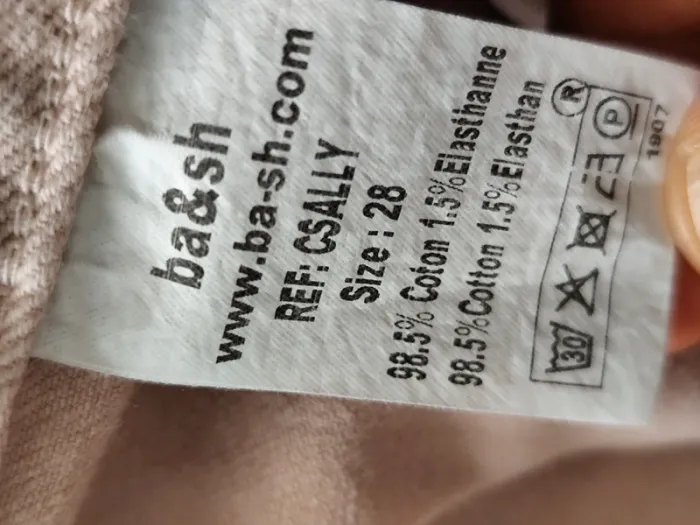 ba&sh
www.ba-sh.com
REF: CSALLY
Size : 28
98.5% Coton 1.5%Elasthanne
98.5%Cotton 1.5%Elasthan
®
30 P
1907